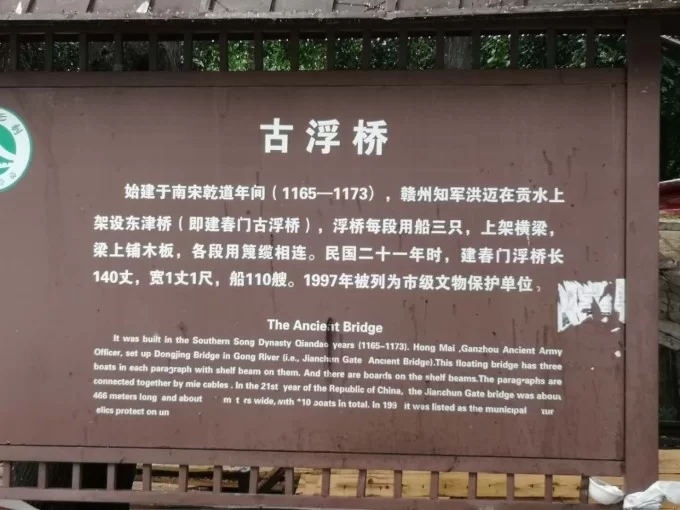 古浮桥
始建于南宋乾道年间（1165—1173），赣州知军洪迈在贡水上
架设东津桥（即建春门古浮桥），浮桥每段用船三只，上架横梁，
梁上铺木板，各段用篾缆相连。民国二十一年时，建春门浮桥长
140丈，宽1丈1尺，船110艘。1997年被列为市级文物保护单位。
The Ancient Bridge
It was built in the Southern Song Dynasty Qiandao years (1165-1173). Hong Mai ,Ganzhou Ancient Army
Officer, set up Dongjing Bridge in Gong River (i.e., Jianchun Gate Ancient Bridge).This floating bridge has three
boats in each paragraph with shelf beam on them. And there are boards on the shelf beams.The paragraphs are
connected together by mie cables . In the 21st year of the Republic of China, the Jianchun Gate bridge was about
466 meters long and about wide, with 10 boats in total. In 199 it was listed as the municipal
elics protect on un